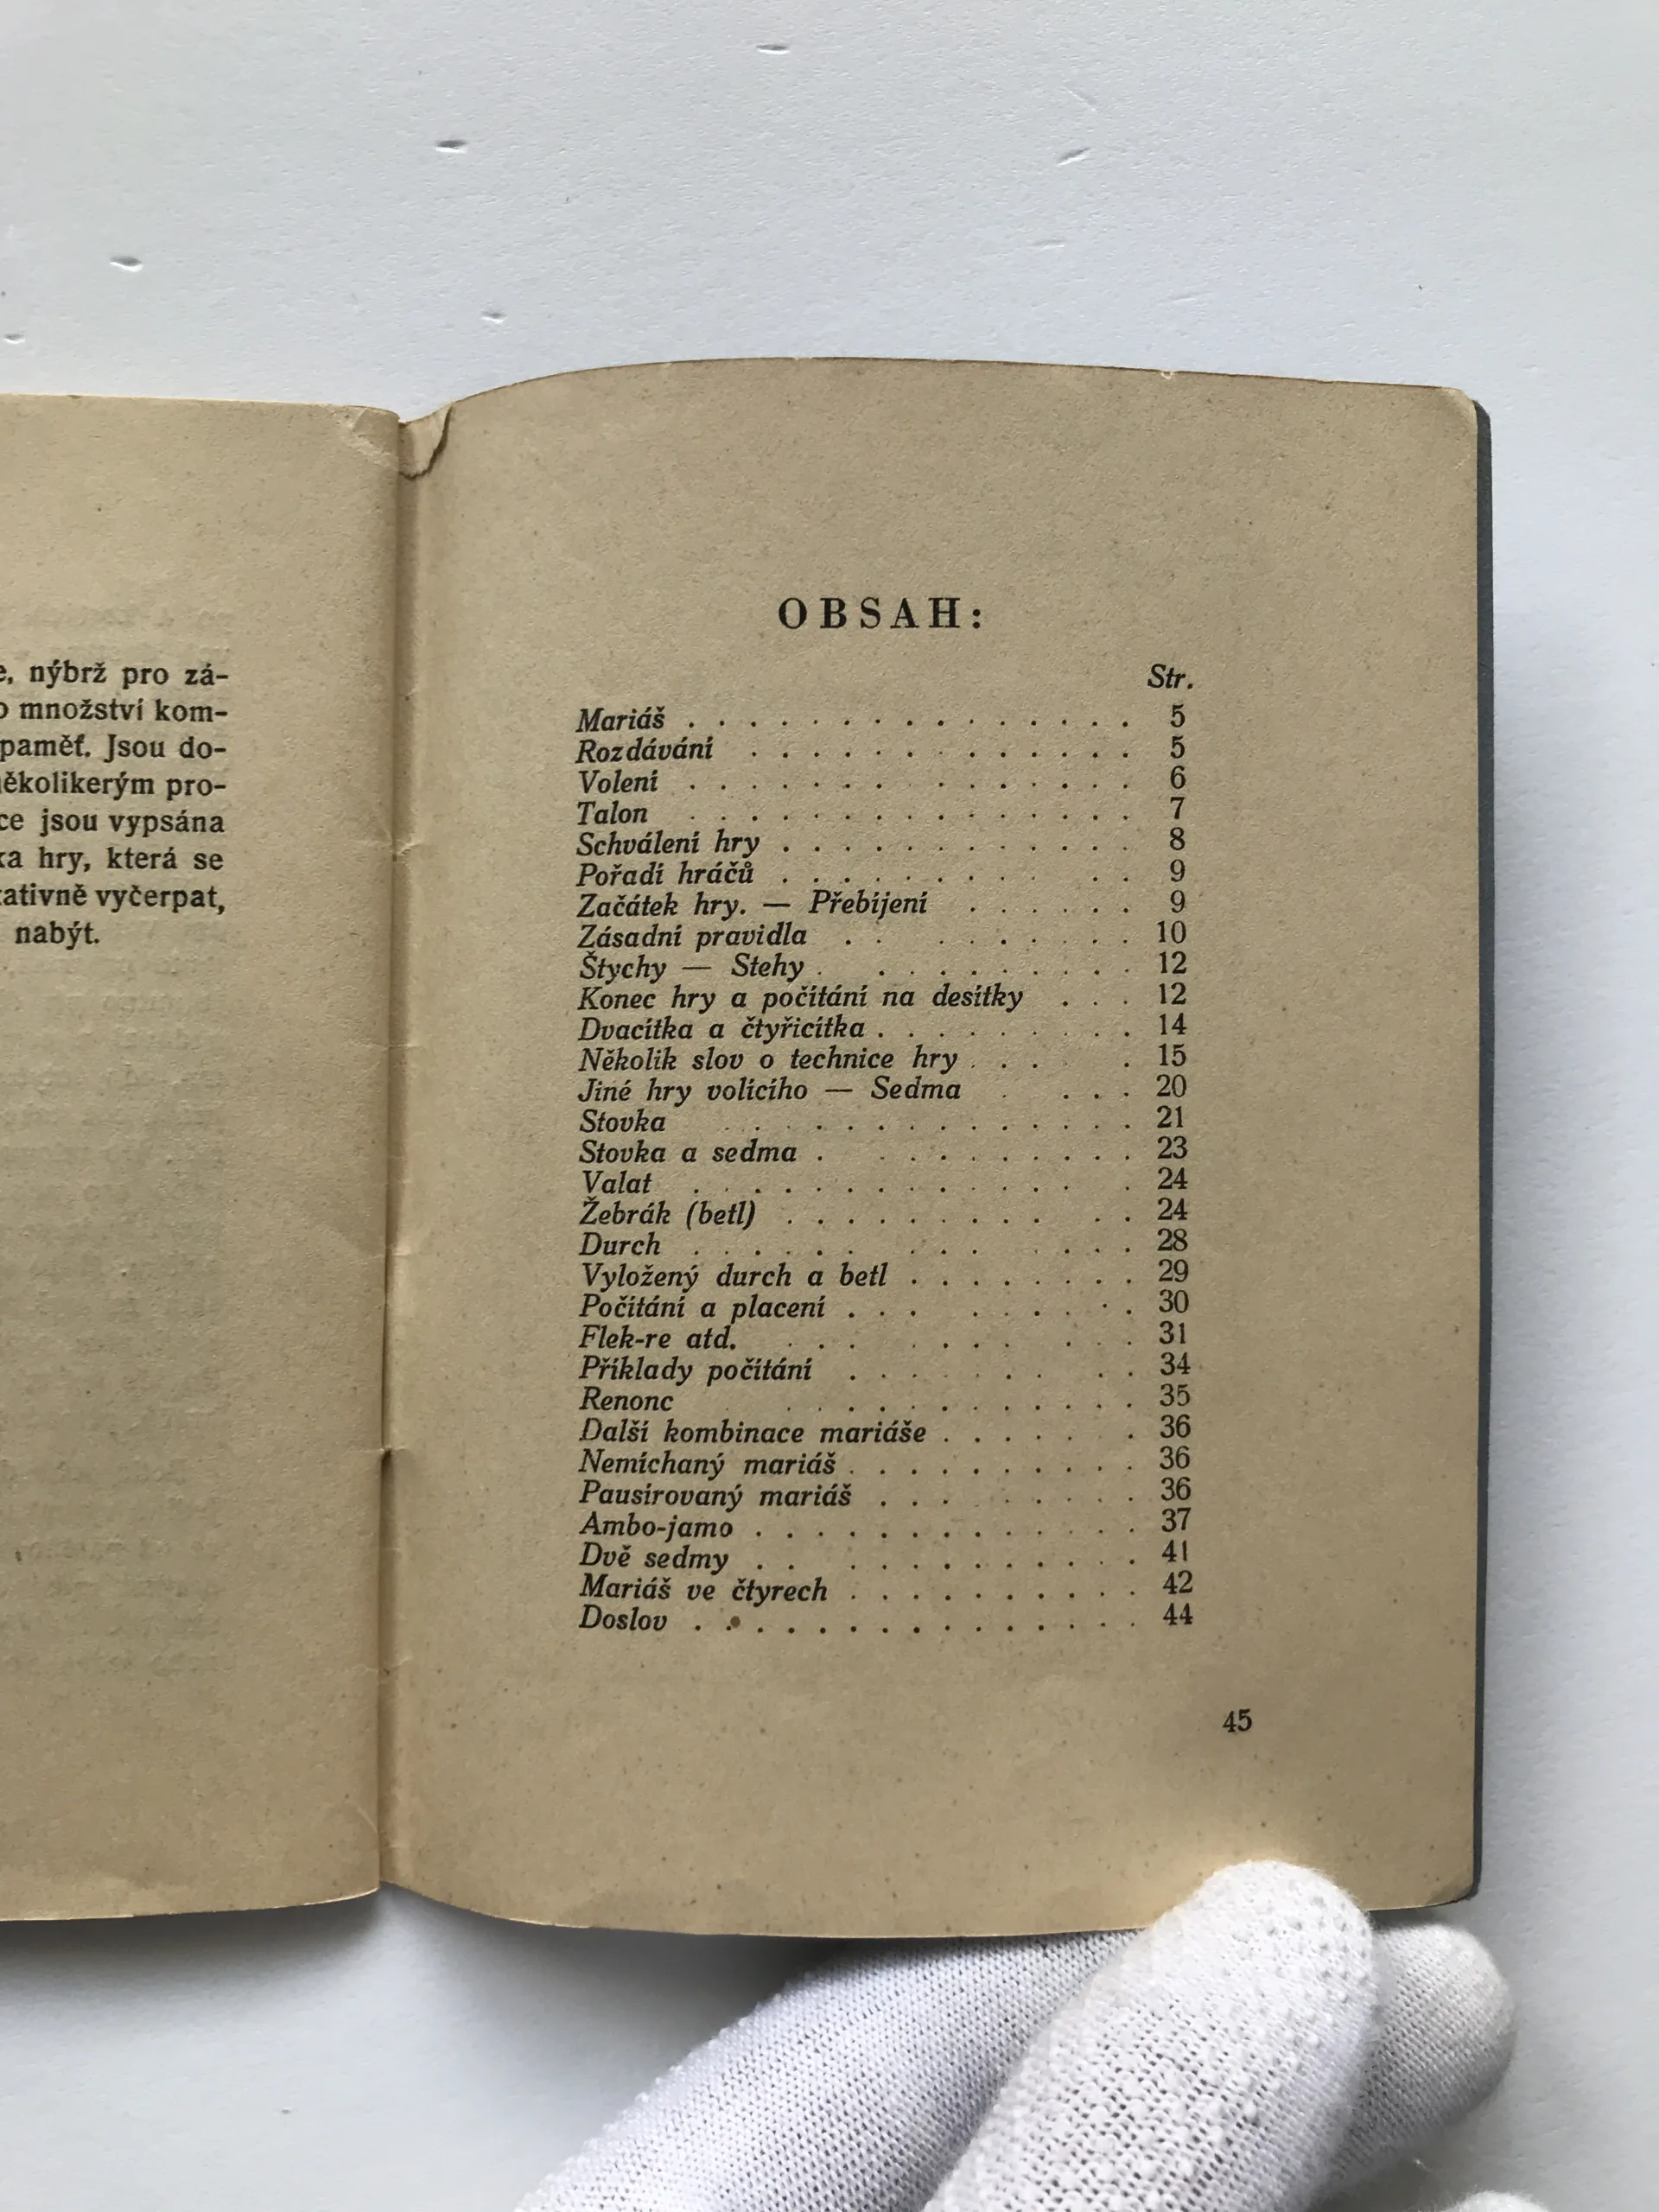 nýbrž pro zá-
množství kom-
paměť. Jsou do-
několikerým pro-
jsou vypsána
hry, která se
vyčerpat,
nabýt.
OBSAH:
Str.
Mariáš . . . . . . . . . . . . . . . 5
Rozdávání . . . . . . . . . . . . . 5
Volení . . . . . . . . . . . . . . . 6
Talon . . . . . . . . . . . . . . . 7
Schválení hry . . . . . . . . . . . . 8
Pořadí hráčů . . . . . . . . . . . 9
Začátek hry. — Přebíjení . . . . . . 9
Zásadní pravidla . . . . . . . . . 10
Štychy — Stehy . . . . . . . . . . 12
Konec hry a počítání na desítky . . . 12
Dvacítka a čtyřicítka . . . . . . . . . 14
Několik slov o technice hry . . . . 15
Jiné hry volícího — Sedma . . . . 20
Stovka . . . . . . . . . . . . . . 21
Stovka a sedma . . . . . . . . . . 23
Valat . . . . . . . . . . . . . . 24
Žebrák (betl) . . . . . . . . . . . 24
Durch . . . . . . . . . . . . . 28
Vyložený durch a betl . . . . . . . . 29
Počítání a placení . . . . . . . . . 30
Flek-re atd. . . . . . . . . . . 31
Příklady počítání . . . . . . . . 34
Renonc . . . . . . . . . . . . 35
Další kombinace mariáše . . . . . . 36
Nemíchaný mariáš . . . . . . . . . . 36
Pausírovaný mariáš . . . . . . . . 36
Ambo-jamo . . . . . . . . . . . . . 37
Dvě sedmy . . . . . . . . . . . . 41
Mariáš ve čtyrech . . . . . . . . . . 42
Doslov . . . . . . . . . . . . . . . 44
45